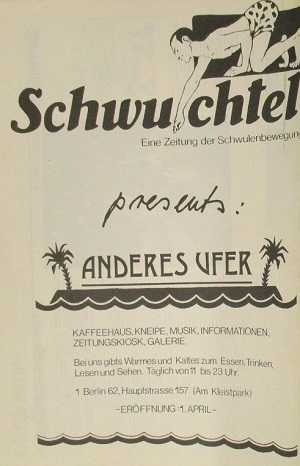 Schwuchtel
Eine Zeitung der Schwulenbewegung
presents:
ANDERES UFER
KAFFEEHAUS, KNEIPE, MUSIK, INFORMATIONEN,
ZEITUNGSKIOSK, GALERIE.
Bei uns gibts Warmes und Kaltes zum Essen, Trinken,
Lesen und Sehen. Täglich von 11 bis 23 Uhr.
1 Berlin 62, Hauptstrasse 157 (Am Kleistpark)
-ERÖFFNUNG 1. APRIL-